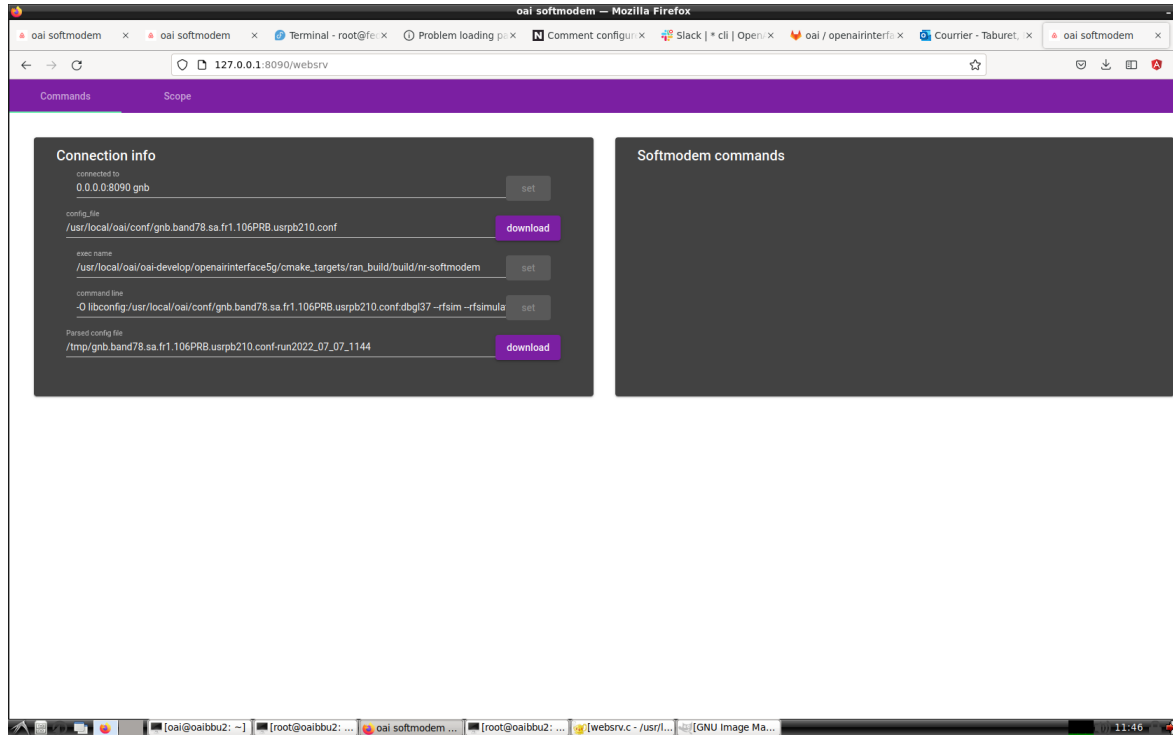 oai softmodem — Mozilla Firefox
oai softmodem
oai softmodem
Terminal - root@fe
Problem loading pa
Comment configur
Slack | * cli | Open
oai / openairinterfa
Courrier - Taburet,
oai softmodem
127.0.0.1:8090/websrv
Commands
Scope
Connection info
connected to
0.0.0.0:8090 gnb
set
config_file
/usr/local/oai/conf/gnb.band78.sa.fr1.106PRB.usrpb210.conf
download
exec name
/usr/local/oai/oai-develop/openairinterface5g/cmake_targets/ran_build/build/nr-softmodem
set
command line
-O libconfig:/usr/local/oai/conf/gnb.band78.sa.fr1.106PRB.usrpb210.conf:dbgl37 --rfsim --rfsimula
set
Parsed config file
/tmp/gnb.band78.sa.fr1.106PRB.usrpb210.conf-run2022_07_07_1144
download
Softmodem commands
[oai@oaibbu2: ~]
[root@oaibbu2: ...
oai softmodem ...
[root@oaibbu2: ...
[websrv.c - /usr/l...
[GNU Image Ma...
11:46